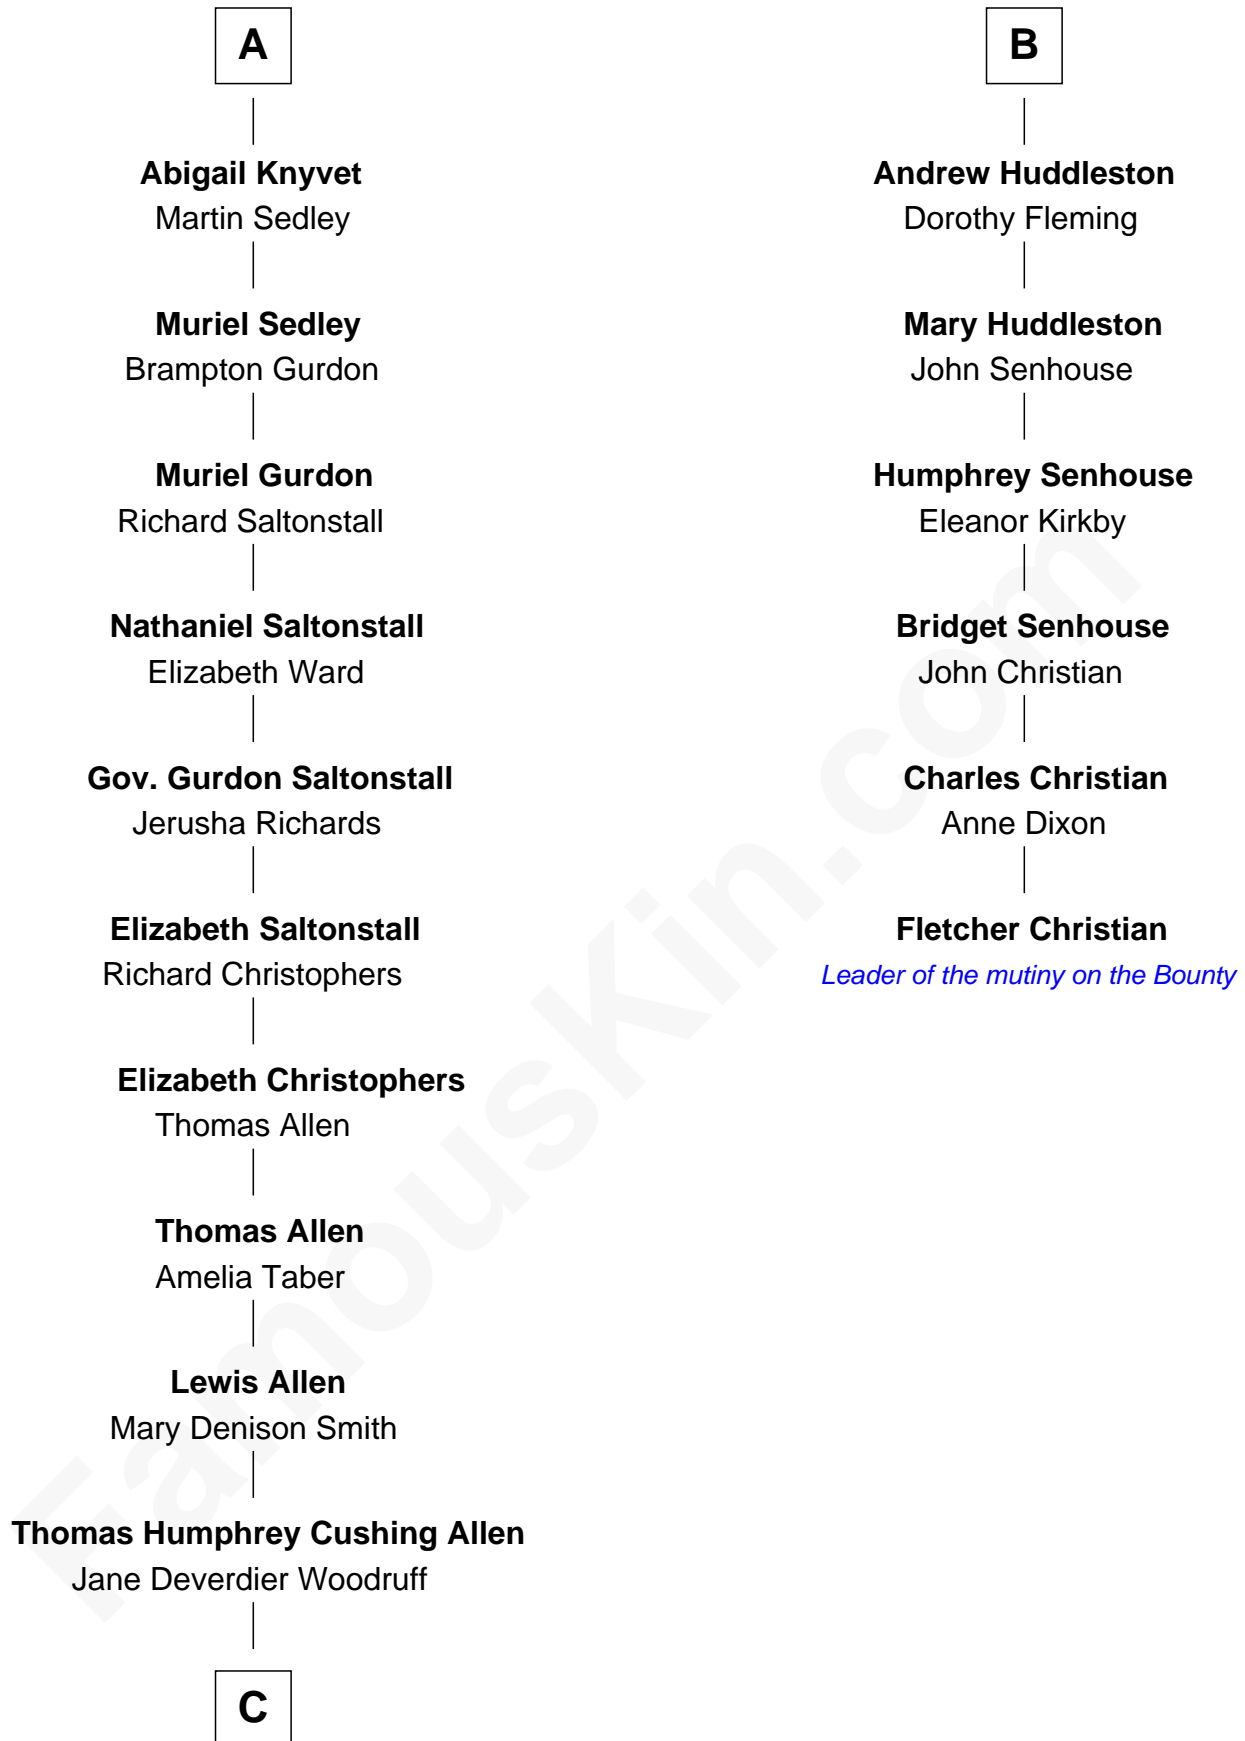 A
Abigail Knyvet
Martin Sedley
Muriel Sedley
Brampton Gurdon
Muriel Gurdon
Richard Saltonstall
Nathaniel Saltonstall
Elizabeth Ward
Gov. Gurdon Saltonstall
Jerusha Richards
Elizabeth Saltonstall
Richard Christophers
Elizabeth Christophers
Thomas Allen
Thomas Allen
Amelia Taber
Lewis Allen
Mary Denison Smith
Thomas Humphrey Cushing Allen
Jane Deverdier Woodruff
C
B
Andrew Huddleston
Dorothy Fleming
Mary Huddleston
John Senhouse
Humphrey Senhouse
Eleanor Kirkby
Bridget Senhouse
John Christian
Charles Christian
Anne Dixon
Fletcher Christian
Leader of the mutiny on the Bounty
FamousKin.com